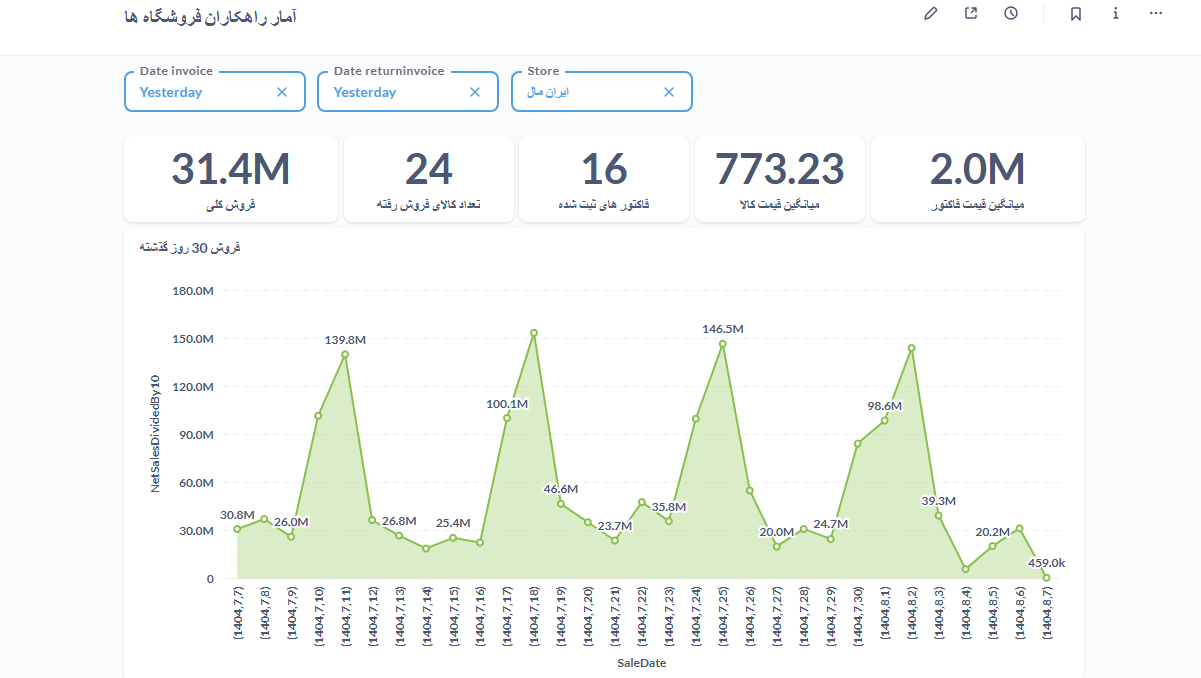 آمار راهکاران فروشگاه ها
Date invoice
Yesterday
Date returninvoice
Yesterday
Store
ایران مال
31.4M
فروش کلی
24
تعداد کالای فروش رفته
16
فاکتور های ثبت شده
773.23
میانگین قیمت کالا
2.0M
میانگین قیمت فاکتور
فروش 30 روز گذشته
NetSalesDividedBy10
180.0M
150.0M
120.0M
90.0M
60.0M
30.0M
0
30.8M
26.0M
139.8M
26.8M
25.4M
100.1M
46.6M
23.7M
35.8M
146.5M
20.0M
24.7M
98.6M
39.3M
20.2M
459.0k
(1404,7,7)
(1404,7,8)
(1404,7,9)
(1404,7,10)
(1404,7,11)
(1404,7,12)
(1404,7,13)
(1404,7,14)
(1404,7,15)
(1404,7,16)
(1404,7,17)
(1404,7,18)
(1404,7,19)
(1404,7,20)
(1404,7,21)
(1404,7,22)
(1404,7,23)
(1404,7,24)
(1404,7,25)
(1404,7,26)
(1404,7,27)
(1404,7,28)
(1404,7,29)
(1404,7,30)
(1404,8,1)
(1404,8,2)
(1404,8,3)
(1404,8,4)
(1404,8,5)
(1404,8,6)
(1404,8,7)
SaleDate